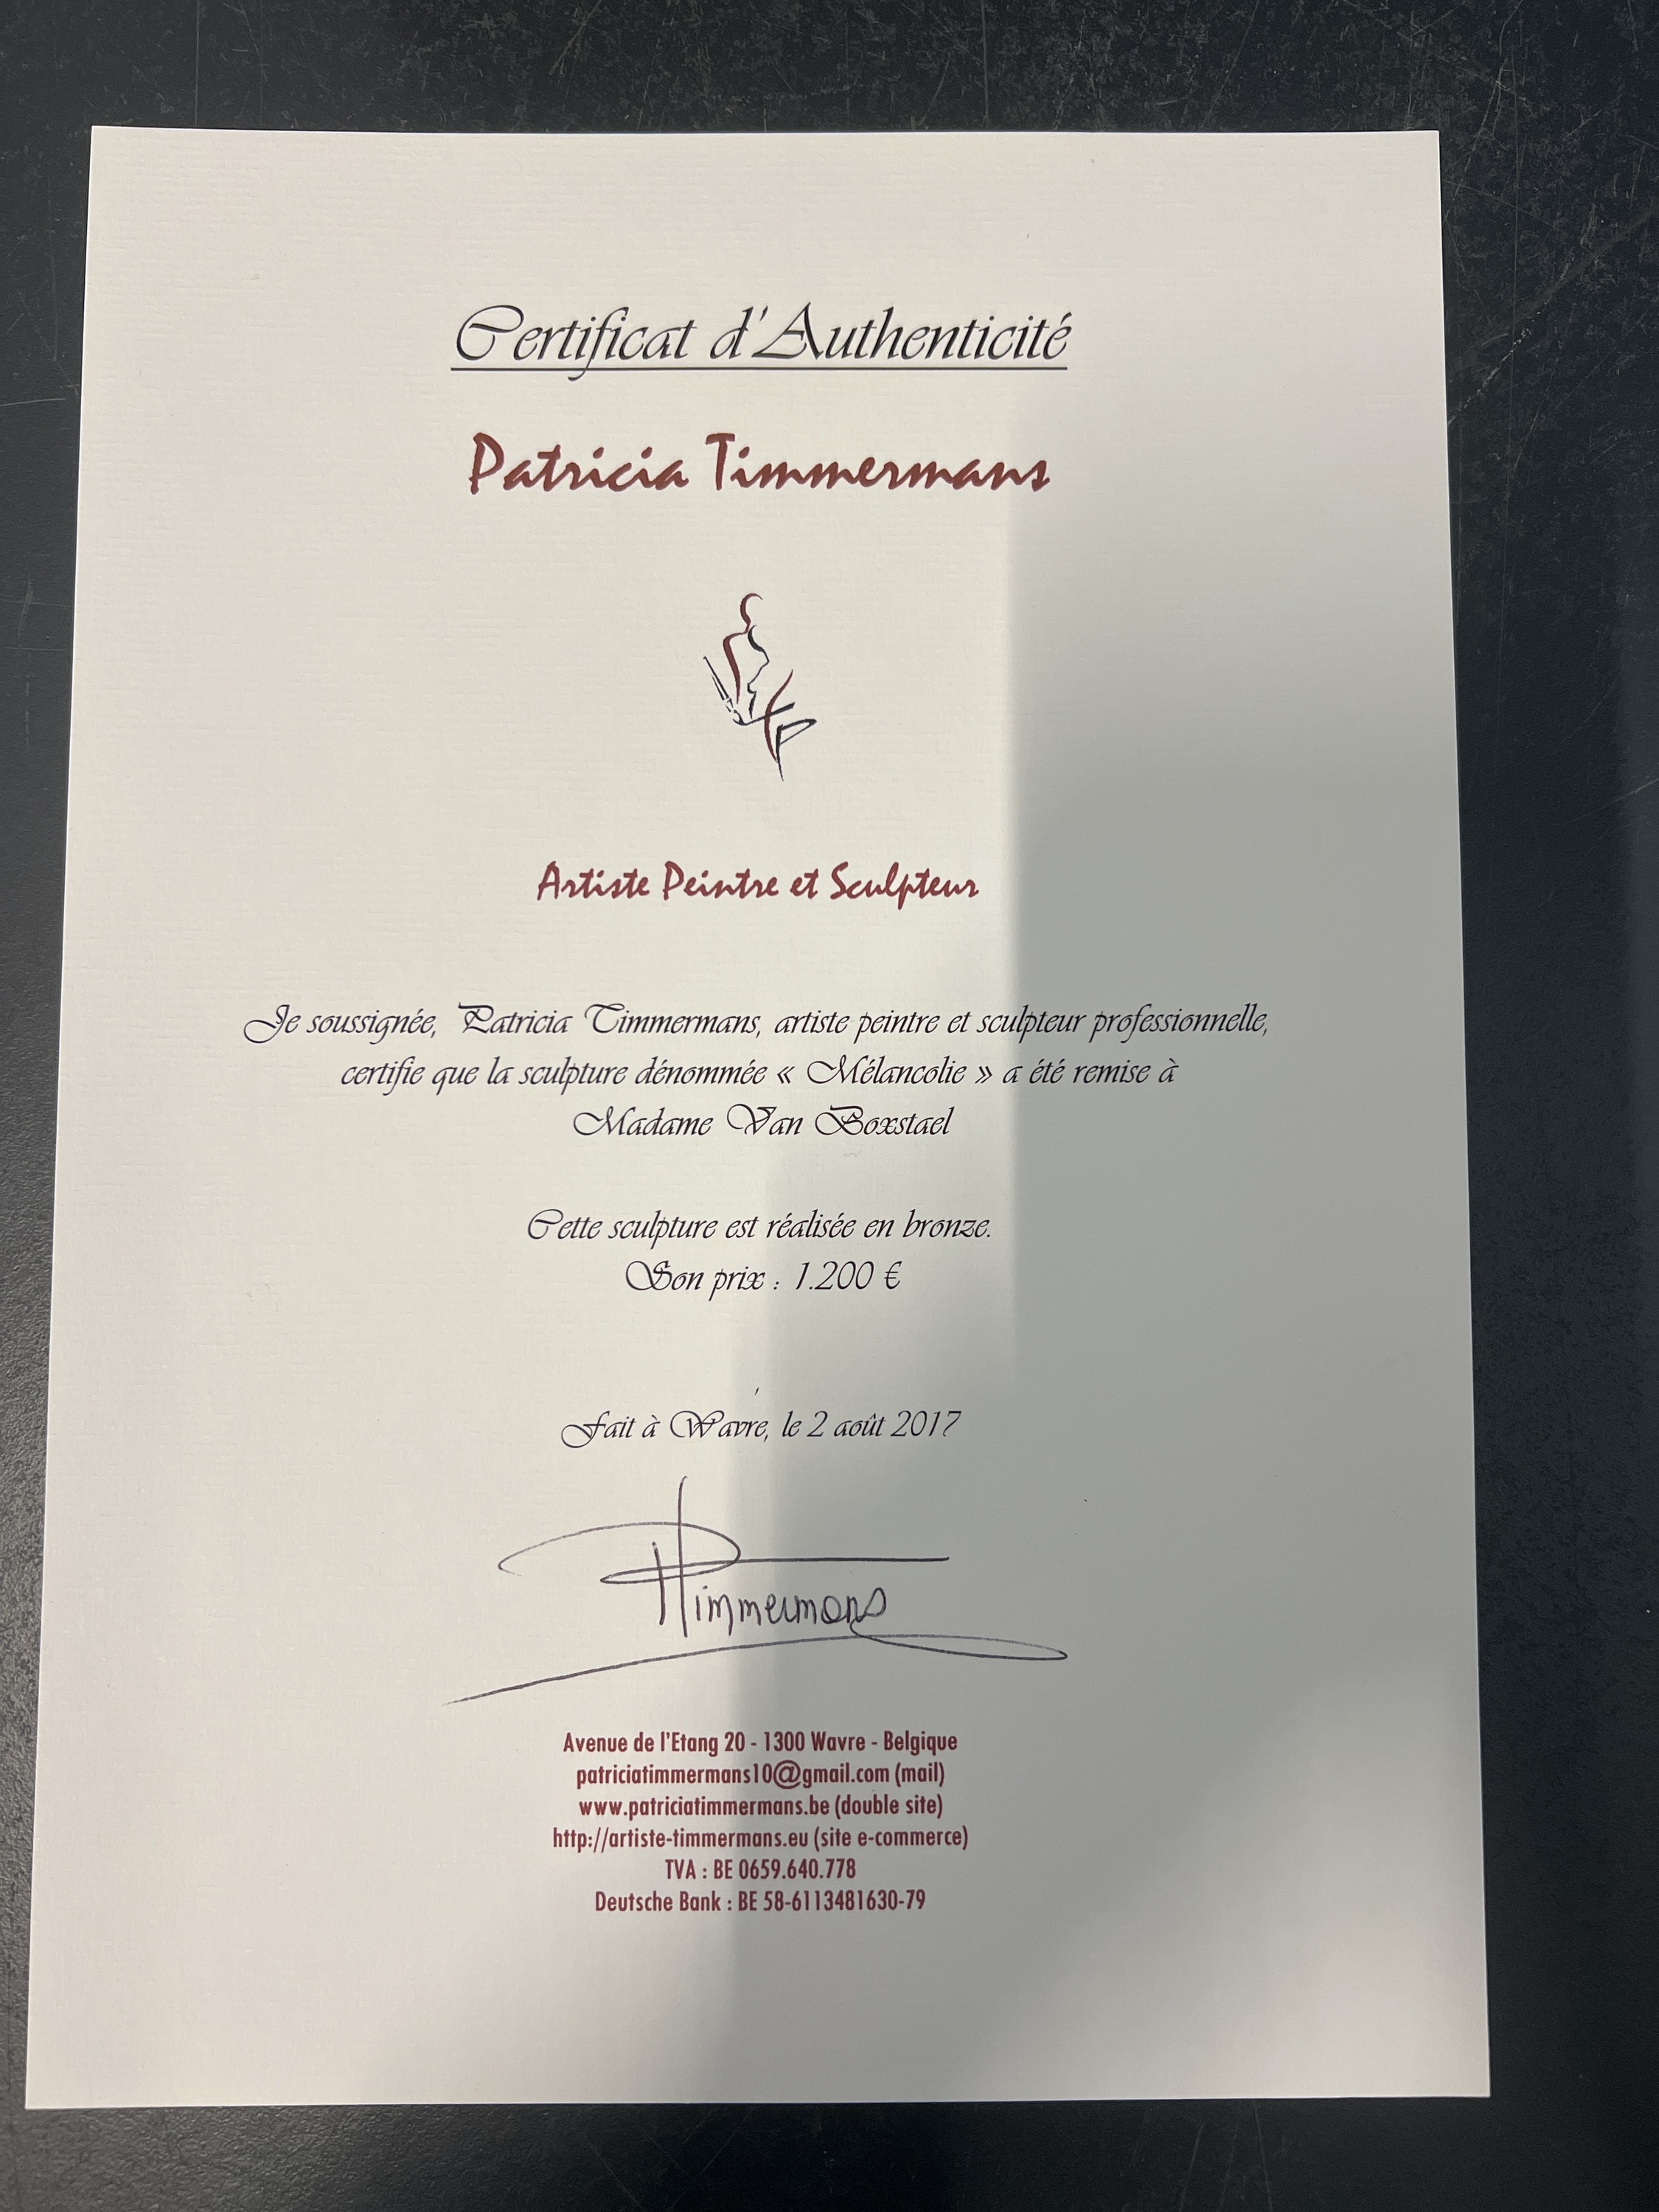 Certificat d'Authenticité
Patricia Timmermans
Artiste Peintre et Sculpteur
Je soussignée, Patricia Timmermans, artiste peintre et sculpteur professionnelle,
certifie que la sculpture dénommée « Mélancolie » a été remise à
Madame Van Boxstael
Cette sculpture est réalisée en bronze.
Son prix : 1.200 €
Fait à Wavre, le 2 août 2017
PTimmermans
Avenue de l'Etang 20 - 1300 Wavre - Belgique
patriciatimmermans10@gmail.com (mail)
www.patriciatimmermans.be (double site)
http://artiste-timmermans.eu (site e-commerce)
TVA : BE 0659.640.778
Deutsche Bank : BE 58-6113481630-79